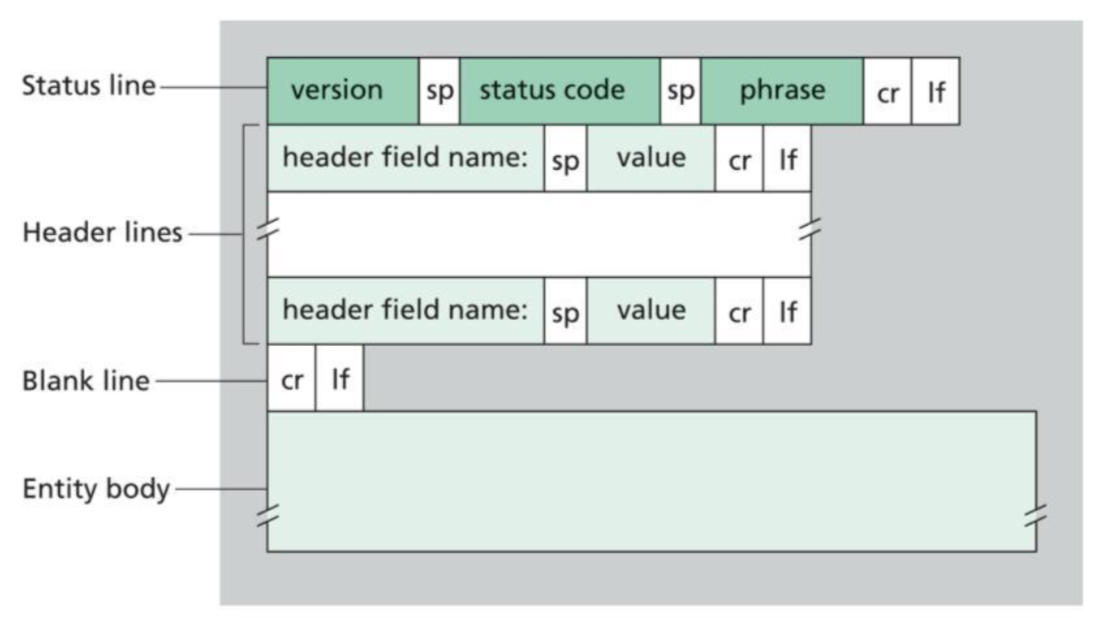 Status line
version sp status code sp phrase cr lf
header field name: sp value cr lf
Header lines
header field name: sp value cr lf
Blank line
cr lf
Entity body